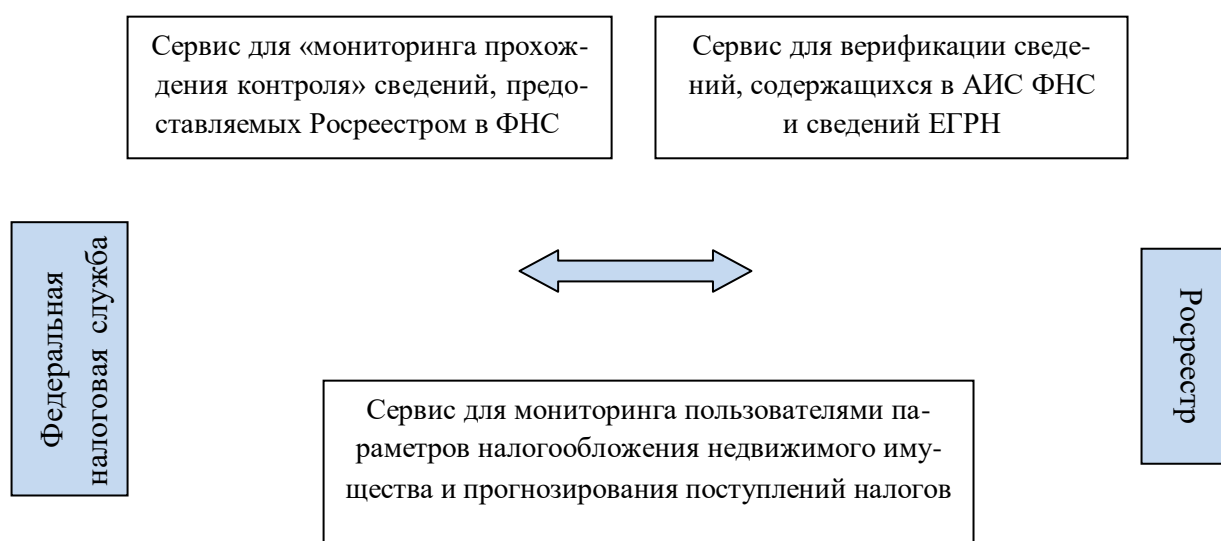 Сервис для «мониторинга прохож-
дения контроля» сведений, предо-
ставляемых Росреестром в ФНС
Сервис для верификации сведе-
ний, содержащихся в АИС ФНС
и сведений ЕГРН
Федеральная
налоговая служба
Росреестр
Сервис для мониторинга пользователями па-
раметров налогообложения недвижимого иму-
щества и прогнозирования поступлений налогов